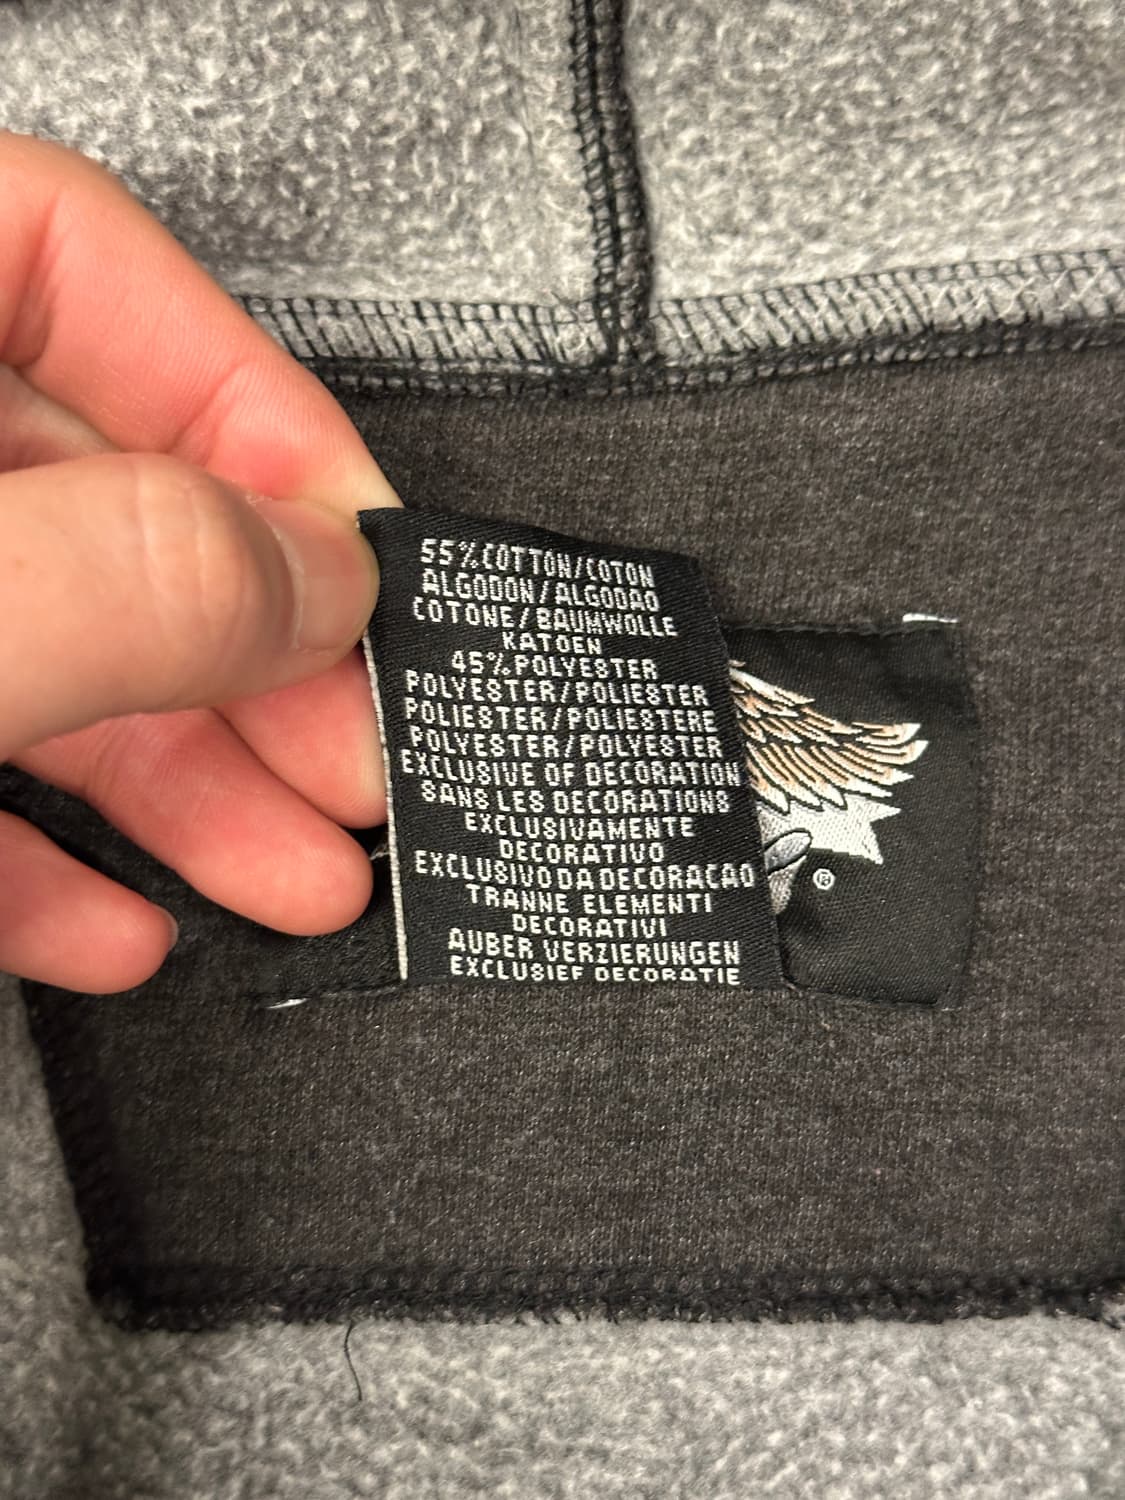 55% COTTON/COTON
ALGODON/ALGODAO
COTONE/BAUMWOLLE
KATOEN
45% POLYESTER
POLYESTER/POLIESTER
POLIESTER/POLIESTERE
POLYESTER/POLYESTER
EXCLUSIVE OF DECORATION
SANS LES DECORATIONS
EXCLUSIVAMENTE
DECORATIVO
EXCLUSIVO DA DECORACAO
TRANNE ELEMENTI
DECORATIVI
AUBER VERZIERUNGEN
EXCLUSIEF DECORATIE
®